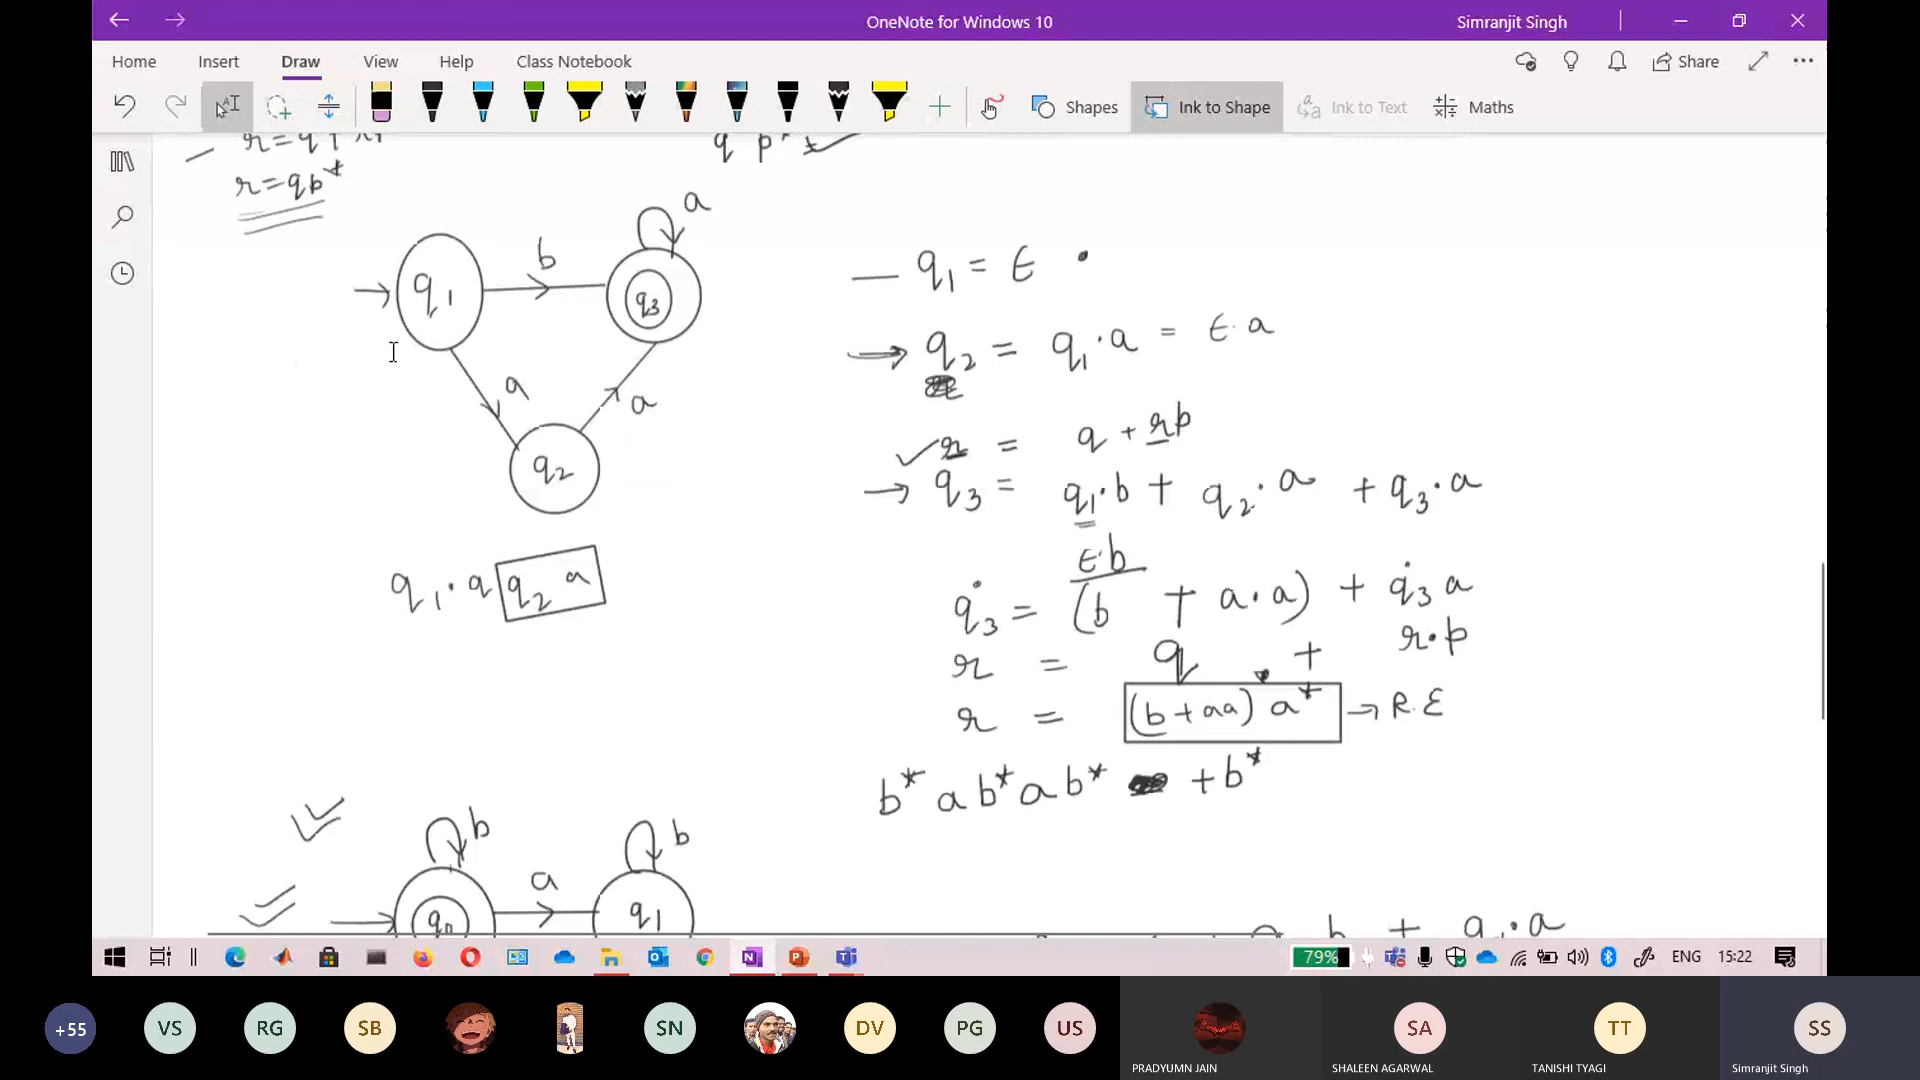 OneNote for Windows 10
Simranjit Singh
Home Insert Draw View Help Class Notebook
Share
Shapes Ink to Shape Ink to Text Maths
r = qp*
q p*
a
b
q1
q3
a
a
q2
q1 = ε
q2 = q1·a = ε·a
r = q + rp
q3 = q1·b + q2·a + q3·a
ε·b
q3 = (b + a·a) + q3 a
r = q + r·p
r = (b+aa) a* → R.E
q1·a q2 a
b* a b* a b* + b*
b
b
a
q0
q1
b + q1·a
79%
ENG 15:22
+55 VS RG SB SN DV PG US SA TT SS
PRADYUMN JAIN SHALEEN AGARWAL TANISHI TYAGI Simranjit Singh